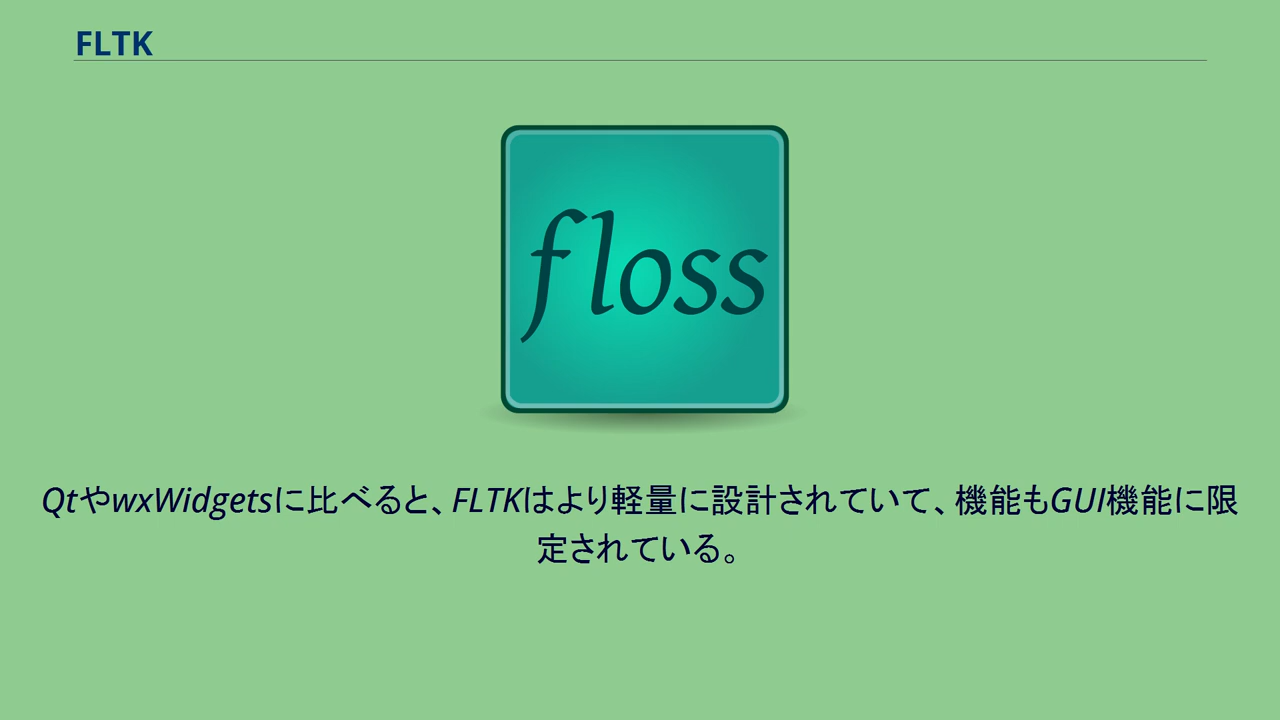 FLTK
floss
QtやwxWidgetsに比べると、FLTKはより軽量に設計されていて、機能もGUI機能に限
定されている。